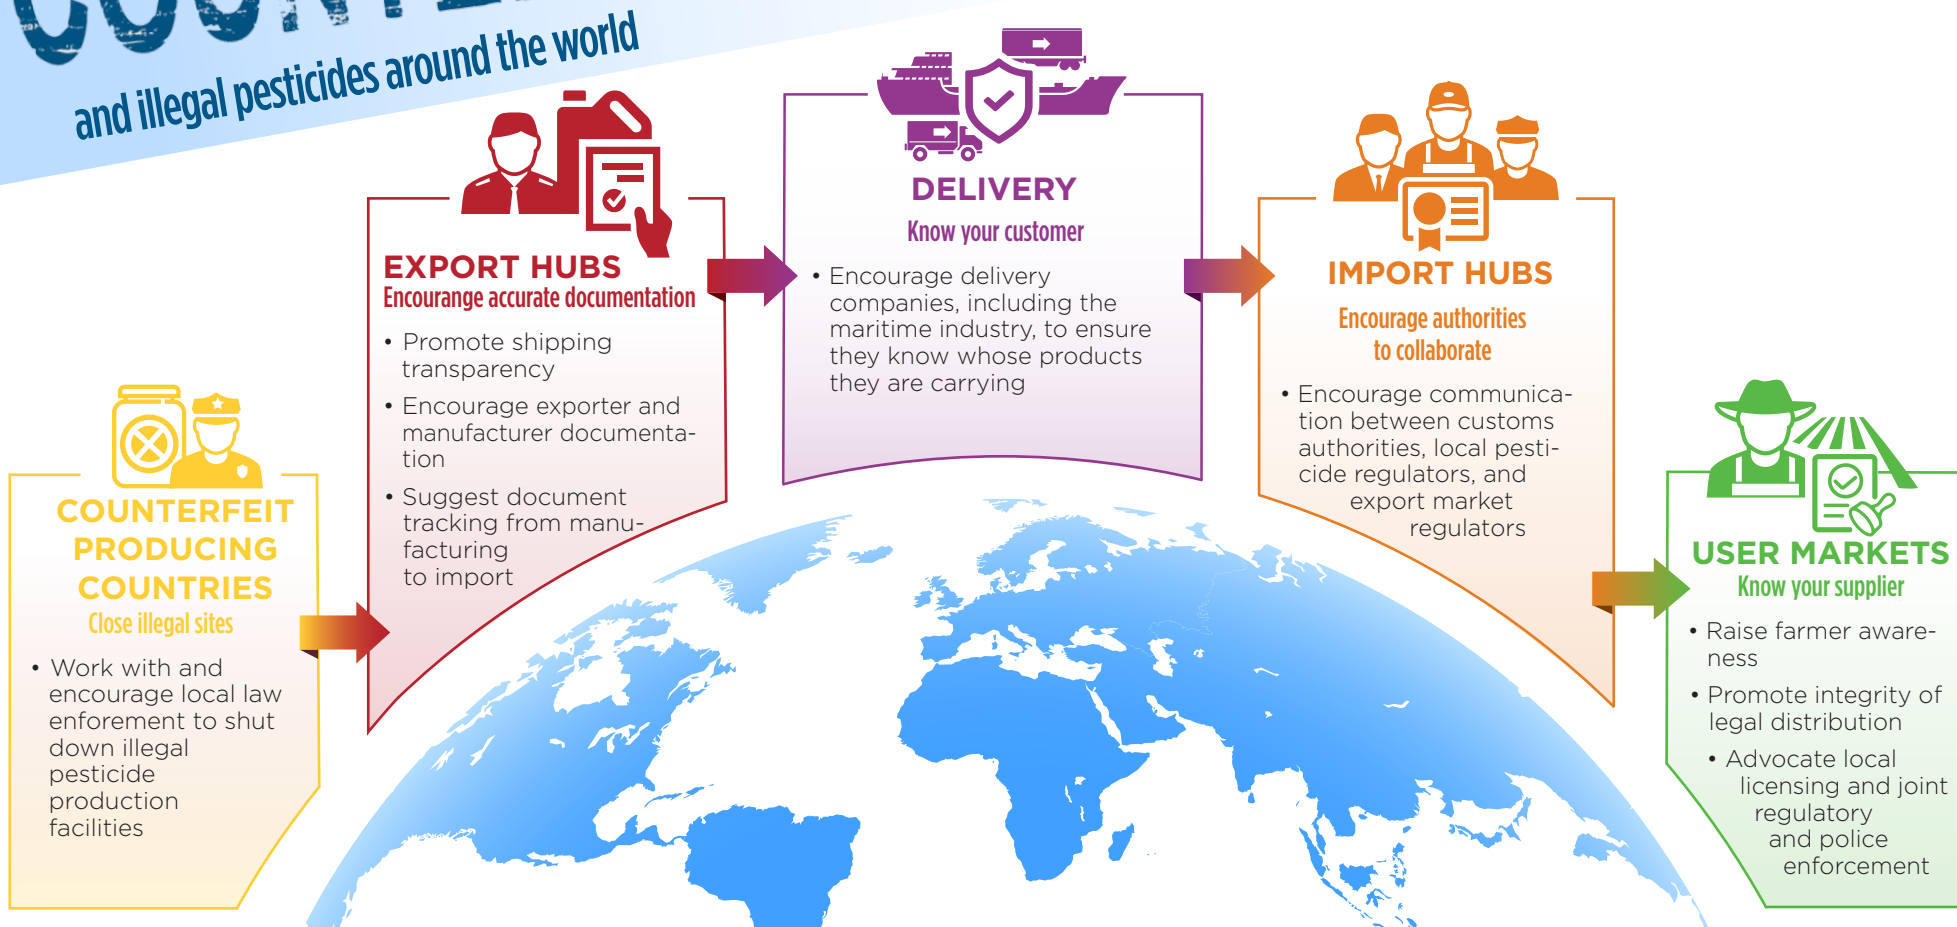 and illegal pesticides around the world
COUNTERFEIT
PRODUCING
COUNTRIES
Close illegal sites
• Work with and
encourage local law
enforement to shut
down illegal
pesticide
production
facilities
EXPORT HUBS
Encourange accurate documentation
• Promote shipping
transparency
• Encourage exporter and
manufacturer documenta-
tion
• Suggest document
tracking from manu-
facturing
to import
DELIVERY
Know your customer
• Encourage delivery
companies, including the
maritime industry, to ensure
they know whose products
they are carrying
IMPORT HUBS
Encourage authorities
to collaborate
• Encourage communica-
tion between customs
authorities, local pesti-
cide regulators, and
export market
regulators
USER MARKETS
Know your supplier
• Raise farmer aware-
ness
• Promote integrity of
legal distribution
• Advocate local
licensing and joint
regulatory
and police
enforcement